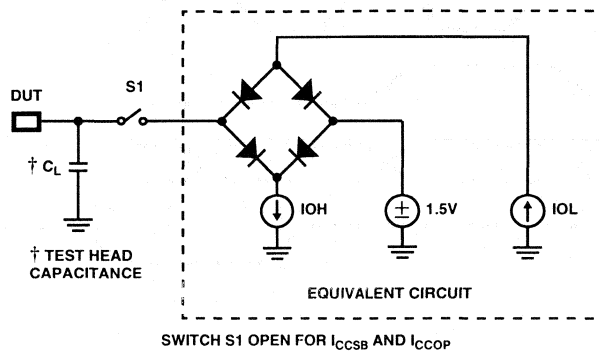 S1
DUT
† CL
IOH
±
1.5V
IOL
† TEST HEAD
CAPACITANCE
EQUIVALENT CIRCUIT
SWITCH S1 OPEN FOR ICCSB AND ICCOP